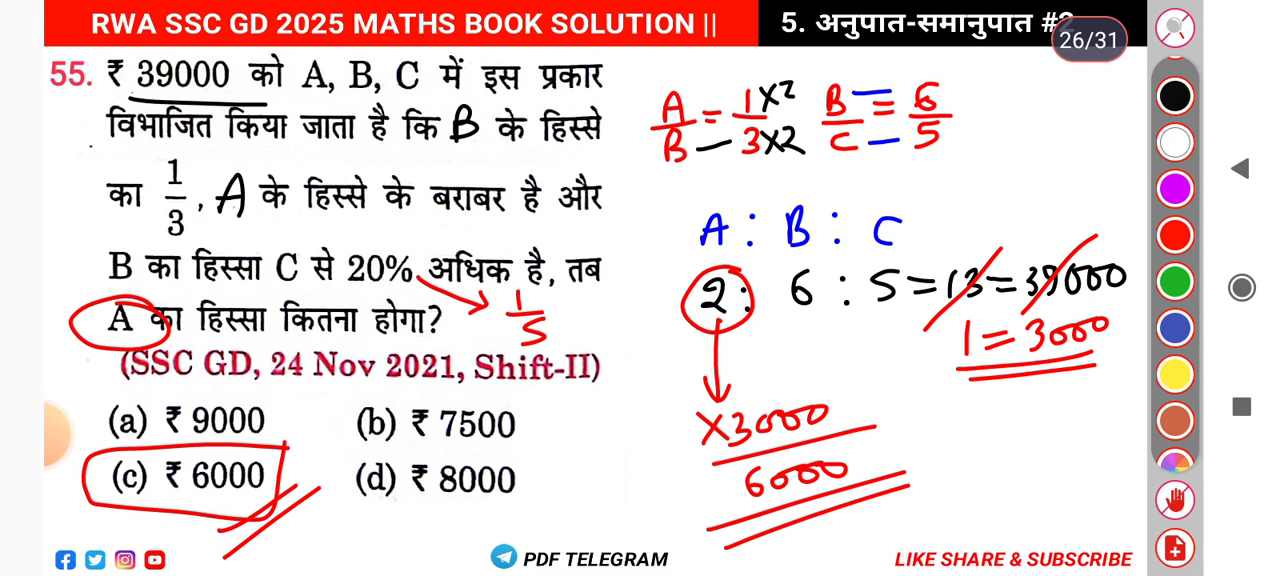 RWA SSC GD 2025 MATHS BOOK SOLUTION || 5. अनुपात-समानुपात #2
26/31
55. ₹ 39000 को A, B, C में इस प्रकार
विभाजित किया जाता है कि B के हिस्से
का 1/3, A के हिस्से के बराबर है और
B का हिस्सा C से 20% अधिक है, तब
A का हिस्सा कितना होगा?
1/5
(SSC GD, 24 Nov 2021, Shift-II)
(a) ₹ 9000 (b) ₹ 7500
(c) ₹ 6000 (d) ₹ 8000
A/B = 1×2/3×2 B/C = 6/5
A : B : C
2: 6 : 5 = 13 = 39000
1 = 3000
×3000
6000
PDF TELEGRAM
LIKE SHARE & SUBSCRIBE